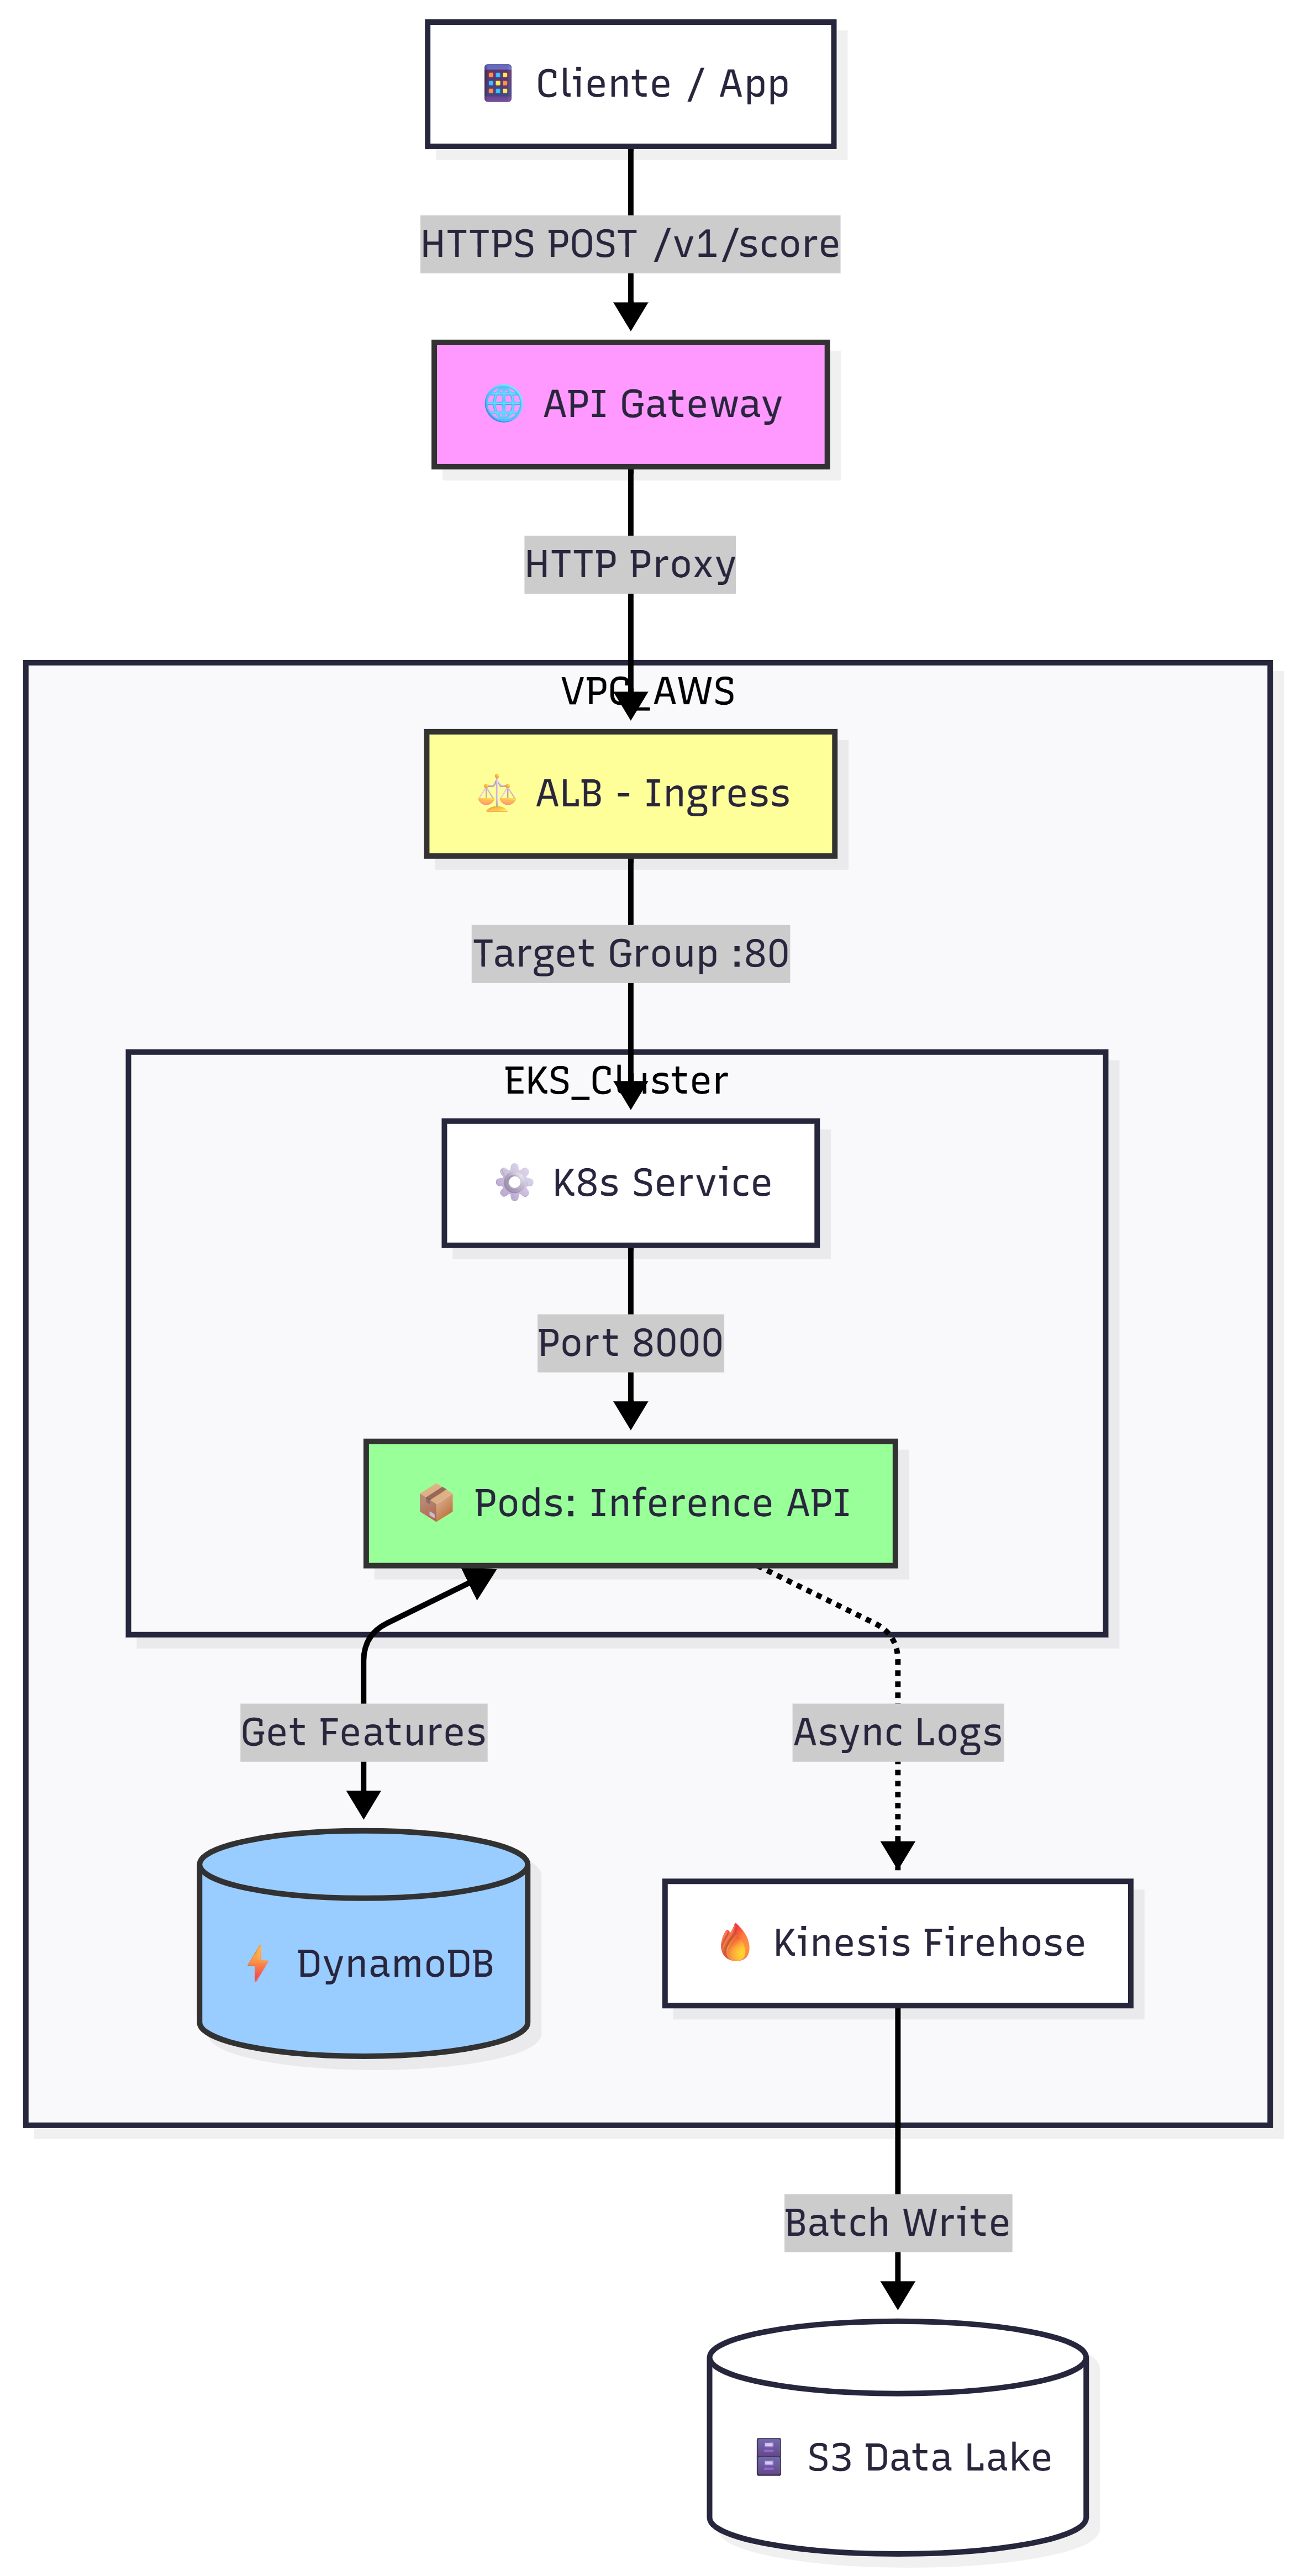 Cliente / App
HTTPS POST /v1/score
API Gateway
HTTP Proxy
VPC_AWS
ALB - Ingress
Target Group :80
EKS_Cluster
K8s Service
Port 8000
Pods: Inference API
Get Features
Async Logs
DynamoDB
Kinesis Firehose
Batch Write
S3 Data Lake